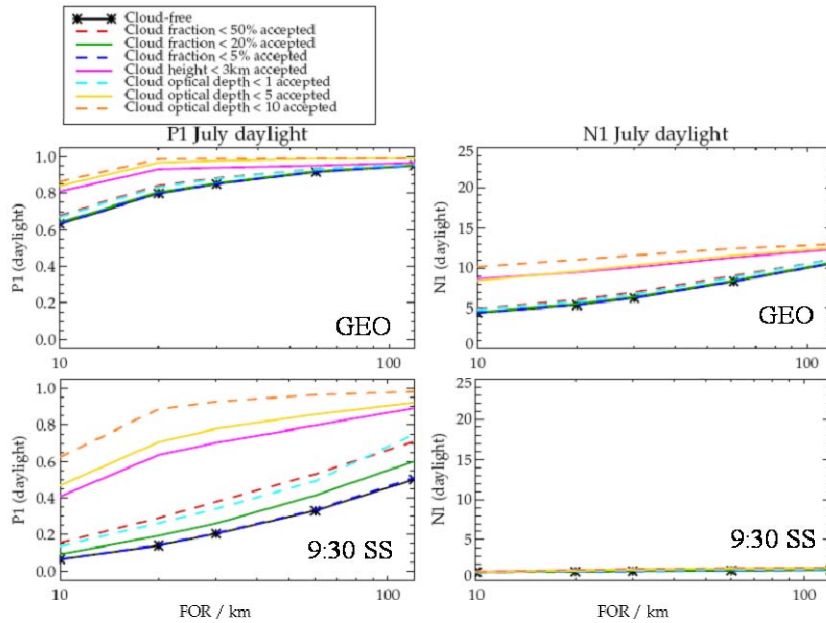 Cloud-free
Cloud fraction < 50% accepted
Cloud fraction < 20% accepted
Cloud fraction < 5% accepted
Cloud height < 3km accepted
Cloud optical depth < 1 accepted
Cloud optical depth < 5 accepted
Cloud optical depth < 10 accepted
P1 July daylight
N1 July daylight
P1 (daylight)
1.0
0.8
0.6
0.4
0.2
0.0
10
100
GEO
N1 (daylight)
25
20
15
10
5
0
10
100
GEO
P1 (daylight)
1.0
0.8
0.6
0.4
0.2
0.0
10
100
9:30 SS
FOR / km
N1 (daylight)
25
20
15
10
5
0
10
100
9:30 SS
FOR / km